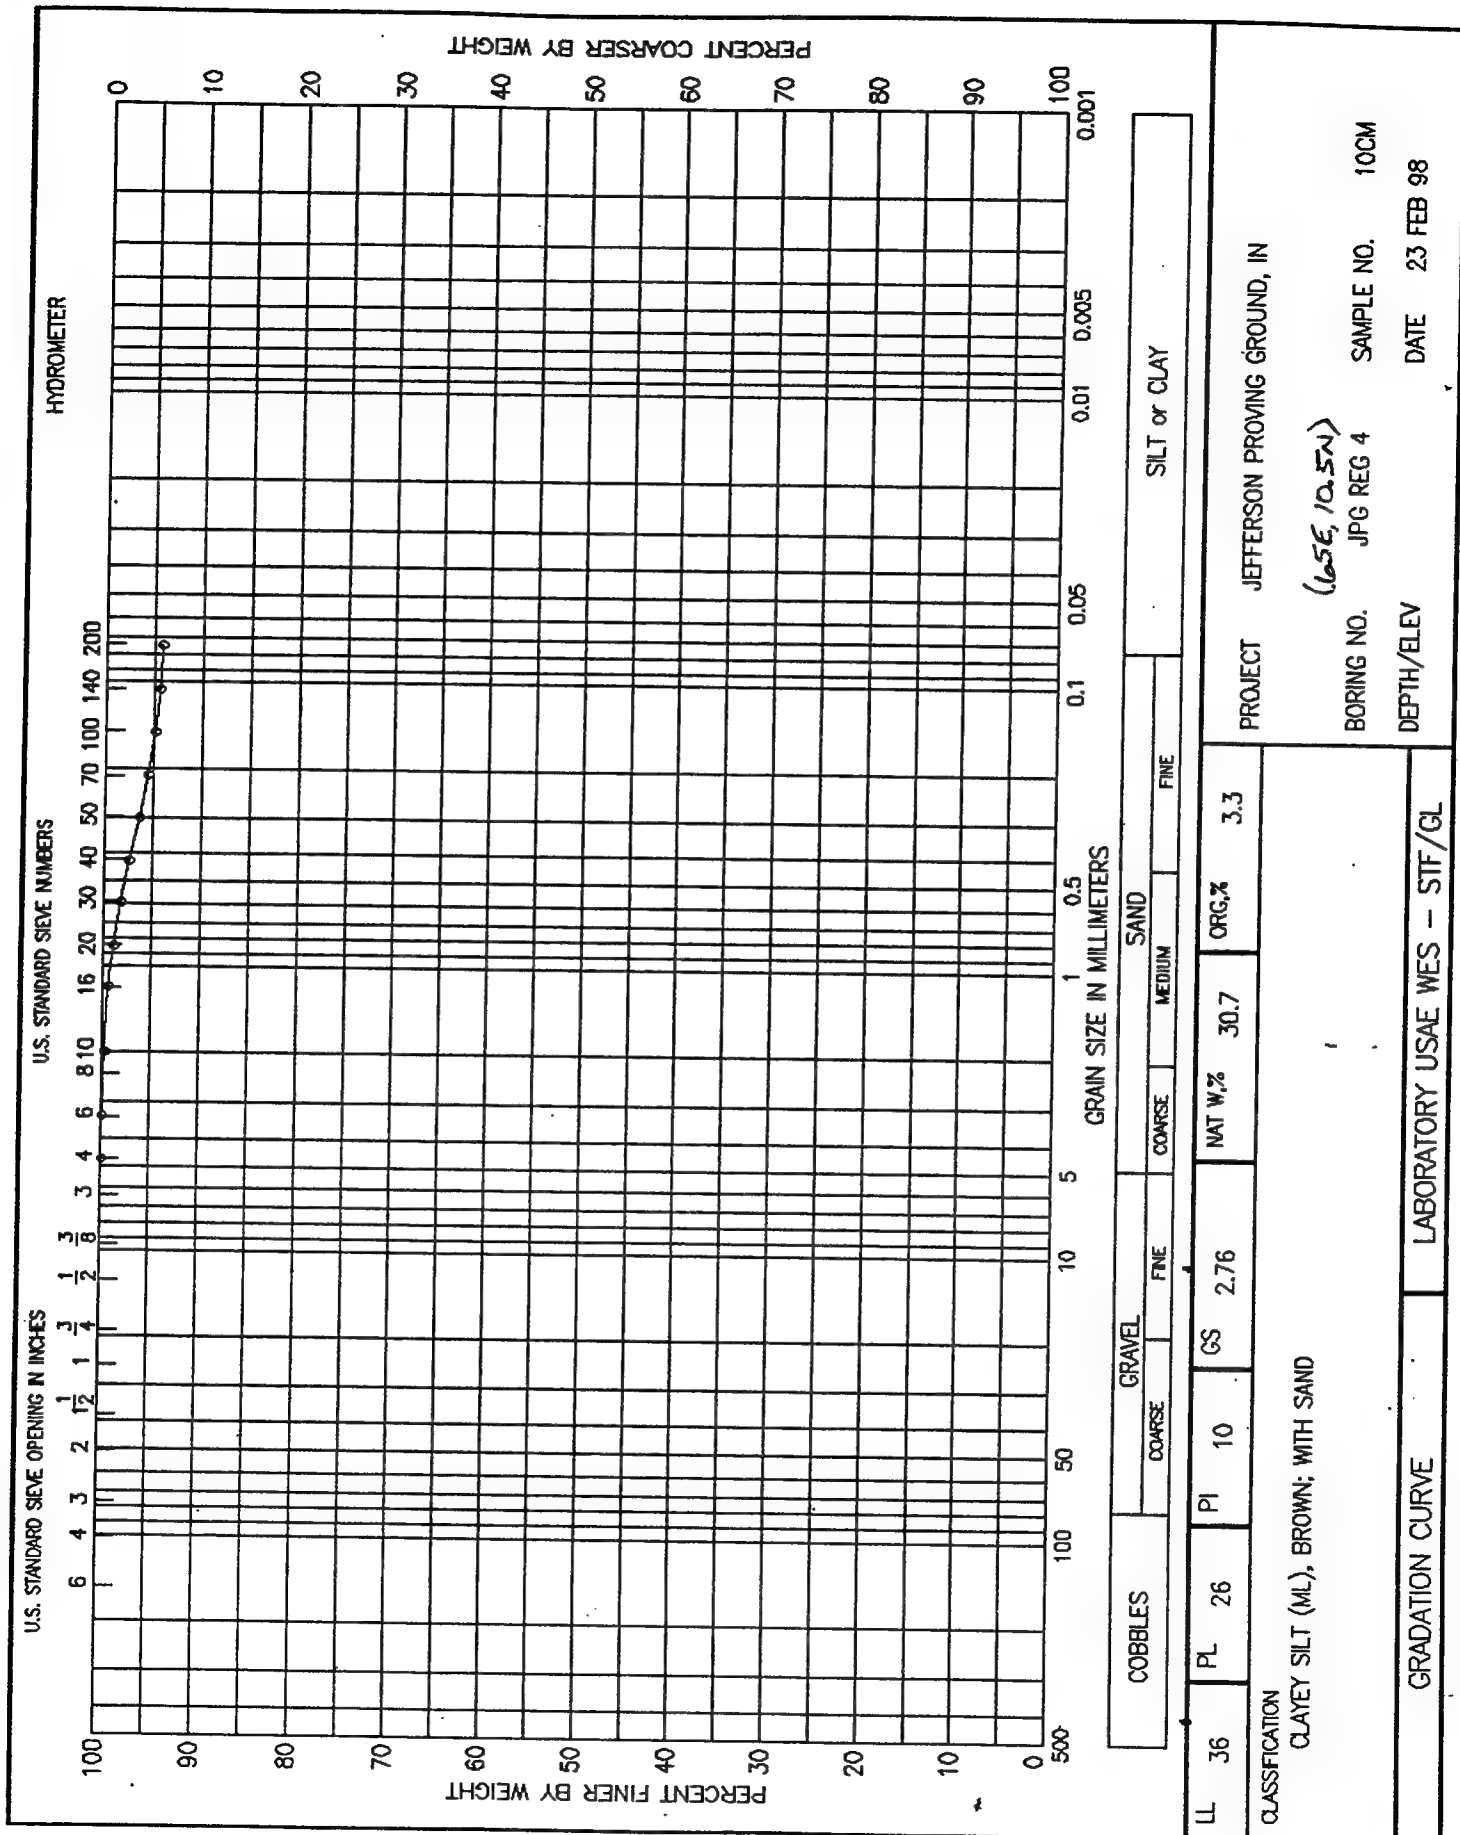 U.S. STANDARD SIEVE OPENING IN INCHES U.S. STANDARD SIEVE NUMBERS HYDROMETER
6 4 3 2 1½ 1 ¾ ½ ⅜ 3 4 6 8 10 16 20 30 40 50 70 100 140 200
PERCENT FINER BY WEIGHT
100
90
80
70
60
50
40
30
20
10
0
PERCENT COARSER BY WEIGHT
0
10
20
30
40
50
60
70
80
90
100
500 100 50 10 5 1 0.5 0.1 0.05 0.01 0.005 0.001
GRAIN SIZE IN MILLIMETERS
COBBLES GRAVEL SAND SILT or CLAY
COARSE FINE COARSE MEDIUM FINE
LL 36 PL 26 PI 10 GS 2.76 NAT W,% 30.7 ORG,% 3.3
CLASSIFICATION
CLAYEY SILT (ML), BROWN; WITH SAND
PROJECT JEFFERSON PROVING GROUND, IN
(.65E, 10.5N)
BORING NO. JPG REG 4 SAMPLE NO. 10CM
DEPTH/ELEV DATE 23 FEB 98
GRADATION CURVE LABORATORY USAE WES – STF/GL